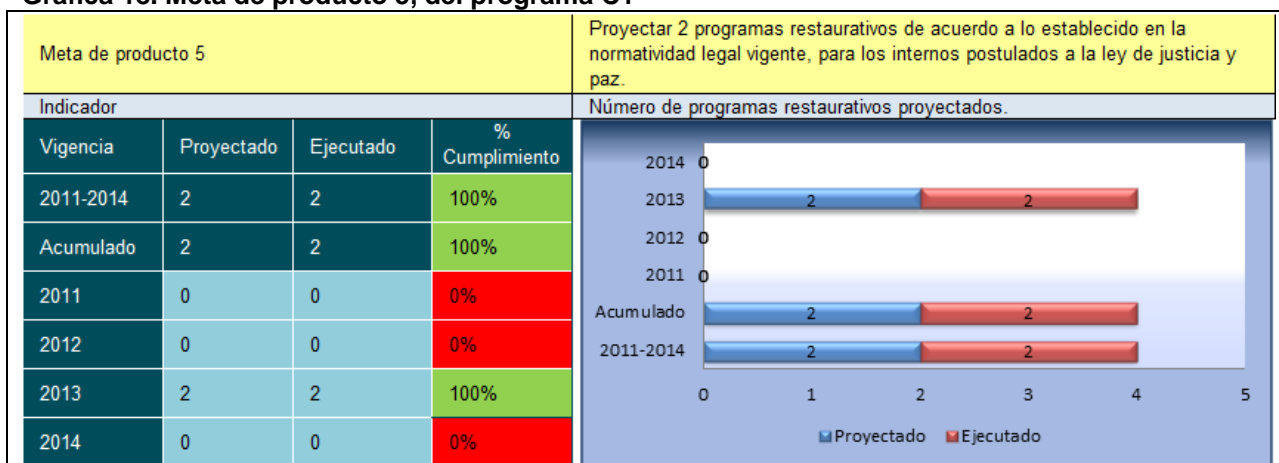 Meta de producto 5
Proyectar 2 programas restaurativos de acuerdo a lo establecido en la
normatividad legal vigente, para los internos postulados a la ley de justicia y
paz.
Indicador
Número de programas restaurativos proyectados.
Vigencia Proyectado Ejecutado % Cumplimiento
2011-2014 2 2 100%
Acumulado 2 2 100%
2011 0 0 0%
2012 0 0 0%
2013 2 2 100%
2014 0 0 0%
2014 0
2013 2 2
2012 0
2011 0
Acumulado 2 2
2011-2014 2 2
0 1 2 3 4 5
Proyectado Ejecutado